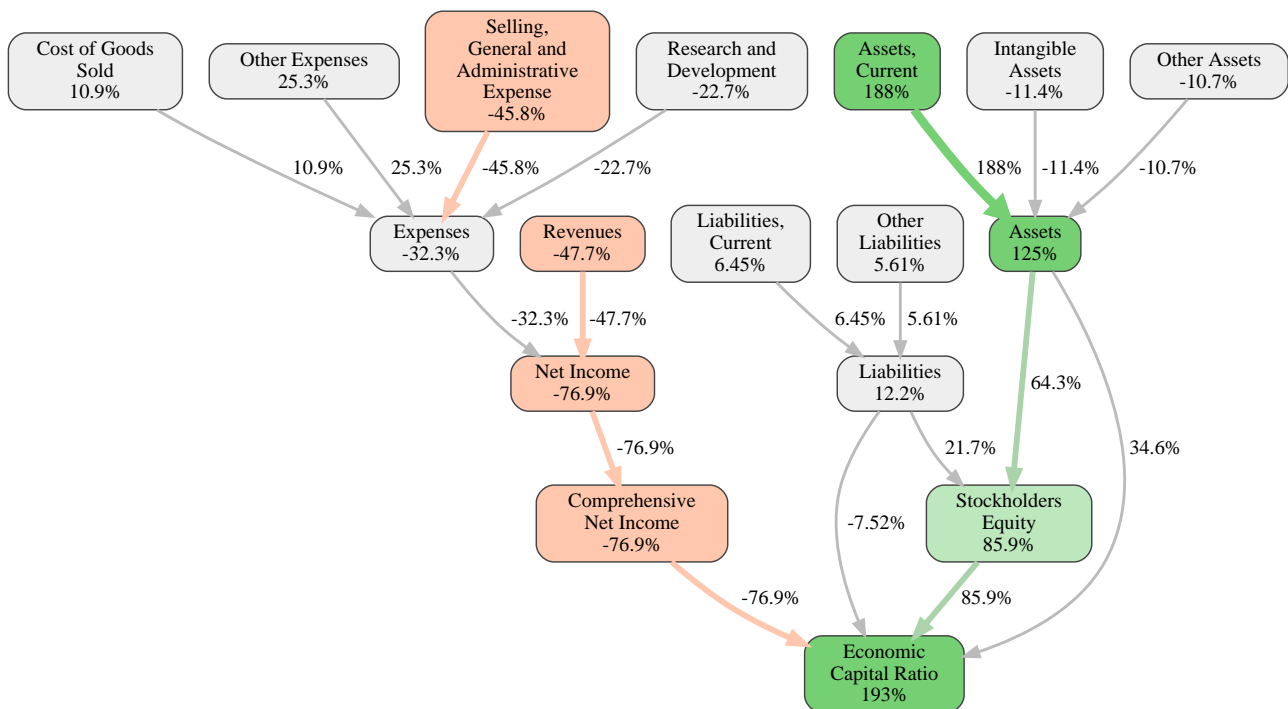 Cost of Goods
Sold
10.9%
Other Expenses
25.3%
Selling,
General and
Administrative
Expense
-45.8%
Research and
Development
-22.7%
Assets,
Current
188%
Intangible
Assets
-11.4%
Other Assets
-10.7%
10.9%
25.3%
-45.8%
-22.7%
188%
-11.4%
-10.7%
Expenses
-32.3%
Revenues
-47.7%
Liabilities,
Current
6.45%
Other
Liabilities
5.61%
Assets
125%
-32.3%
-47.7%
6.45%
5.61%
Net Income
-76.9%
Liabilities
12.2%
64.3%
-76.9%
21.7%
34.6%
Comprehensive
Net Income
-76.9%
-7.52%
Stockholders
Equity
85.9%
-76.9%
85.9%
Economic
Capital Ratio
193%